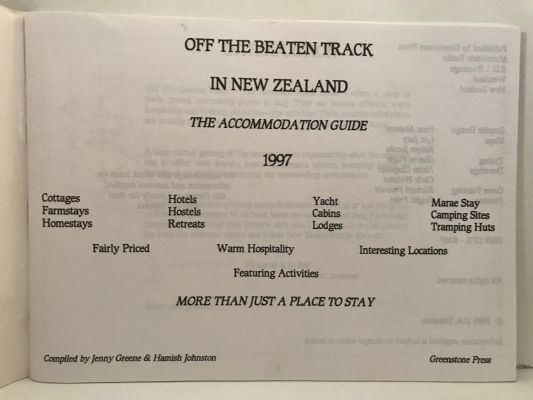 OFF THE BEATEN TRACK
IN NEW ZEALAND
THE ACCOMMODATION GUIDE
1997
Cottages Hotels Yacht Marae Stay
Farmstays Hostels Cabins Camping Sites
Homestays Retreats Lodges Tramping Huts
Fairly Priced Warm Hospitality Interesting Locations
Featuring Activities
MORE THAN JUST A PLACE TO STAY
Compiled by Jenny Greene & Hamish Johnston Greenstone Press